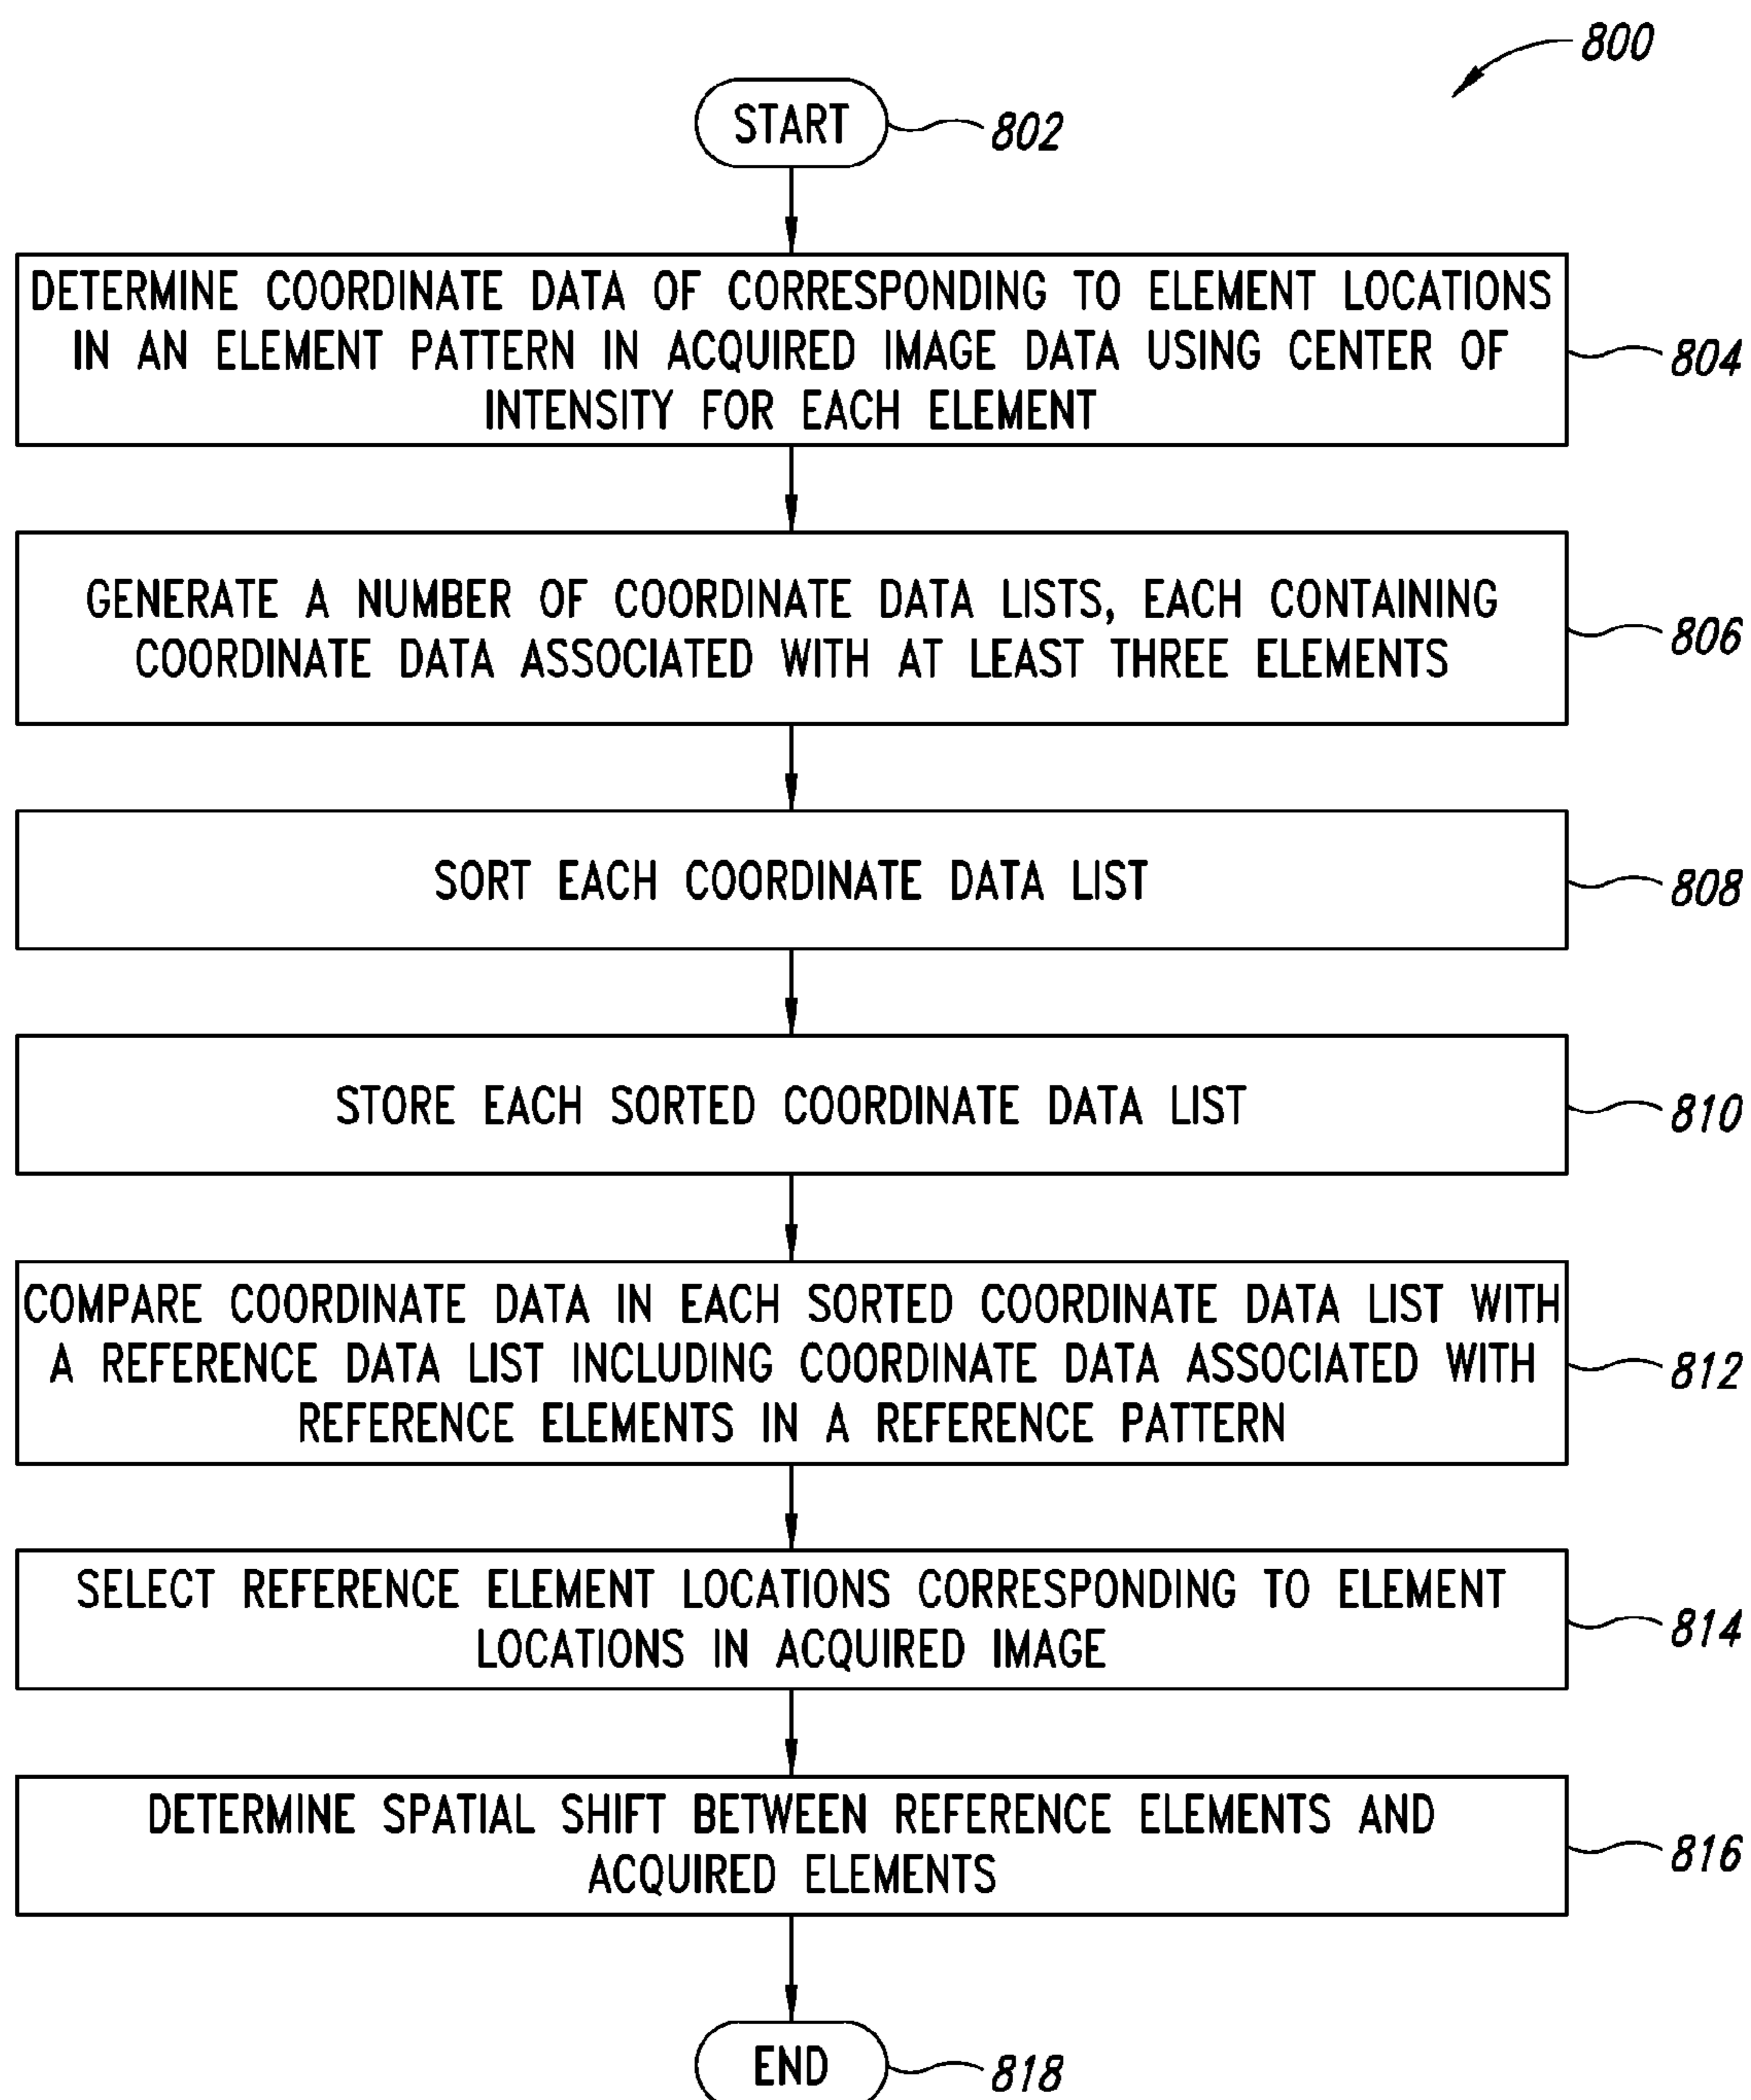 800
START
802
DETERMINE COORDINATE DATA OF CORRESPONDING TO ELEMENT LOCATIONS
IN AN ELEMENT PATTERN IN ACQUIRED IMAGE DATA USING CENTER OF
INTENSITY FOR EACH ELEMENT
804
GENERATE A NUMBER OF COORDINATE DATA LISTS, EACH CONTAINING
COORDINATE DATA ASSOCIATED WITH AT LEAST THREE ELEMENTS
806
SORT EACH COORDINATE DATA LIST
808
STORE EACH SORTED COORDINATE DATA LIST
810
COMPARE COORDINATE DATA IN EACH SORTED COORDINATE DATA LIST WITH
A REFERENCE DATA LIST INCLUDING COORDINATE DATA ASSOCIATED WITH
REFERENCE ELEMENTS IN A REFERENCE PATTERN
812
SELECT REFERENCE ELEMENT LOCATIONS CORRESPONDING TO ELEMENT
LOCATIONS IN ACQUIRED IMAGE
814
DETERMINE SPATIAL SHIFT BETWEEN REFERENCE ELEMENTS AND
ACQUIRED ELEMENTS
816
END
818